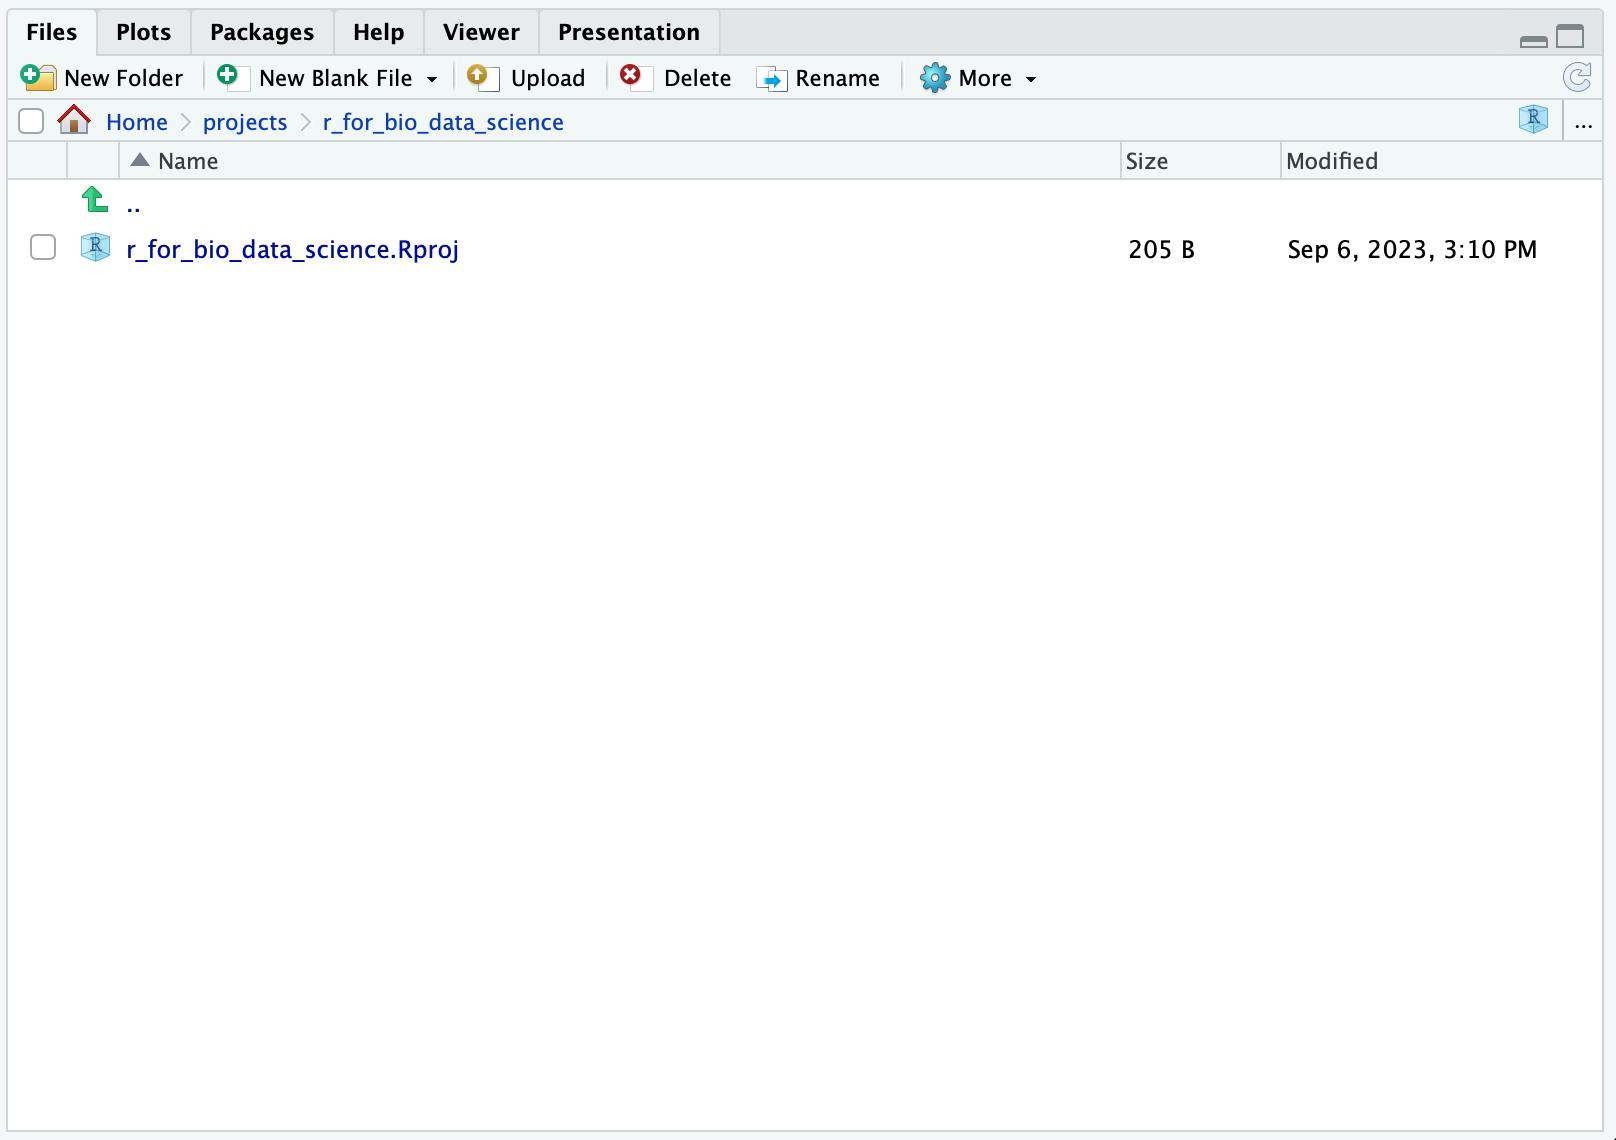 Files Plots Packages Help Viewer Presentation
New Folder New Blank File Upload Delete Rename More
Home projects r_for_bio_data_science R ...
Name Size Modified
..
R r_for_bio_data_science.Rproj 205 B Sep 6, 2023, 3:10 PM